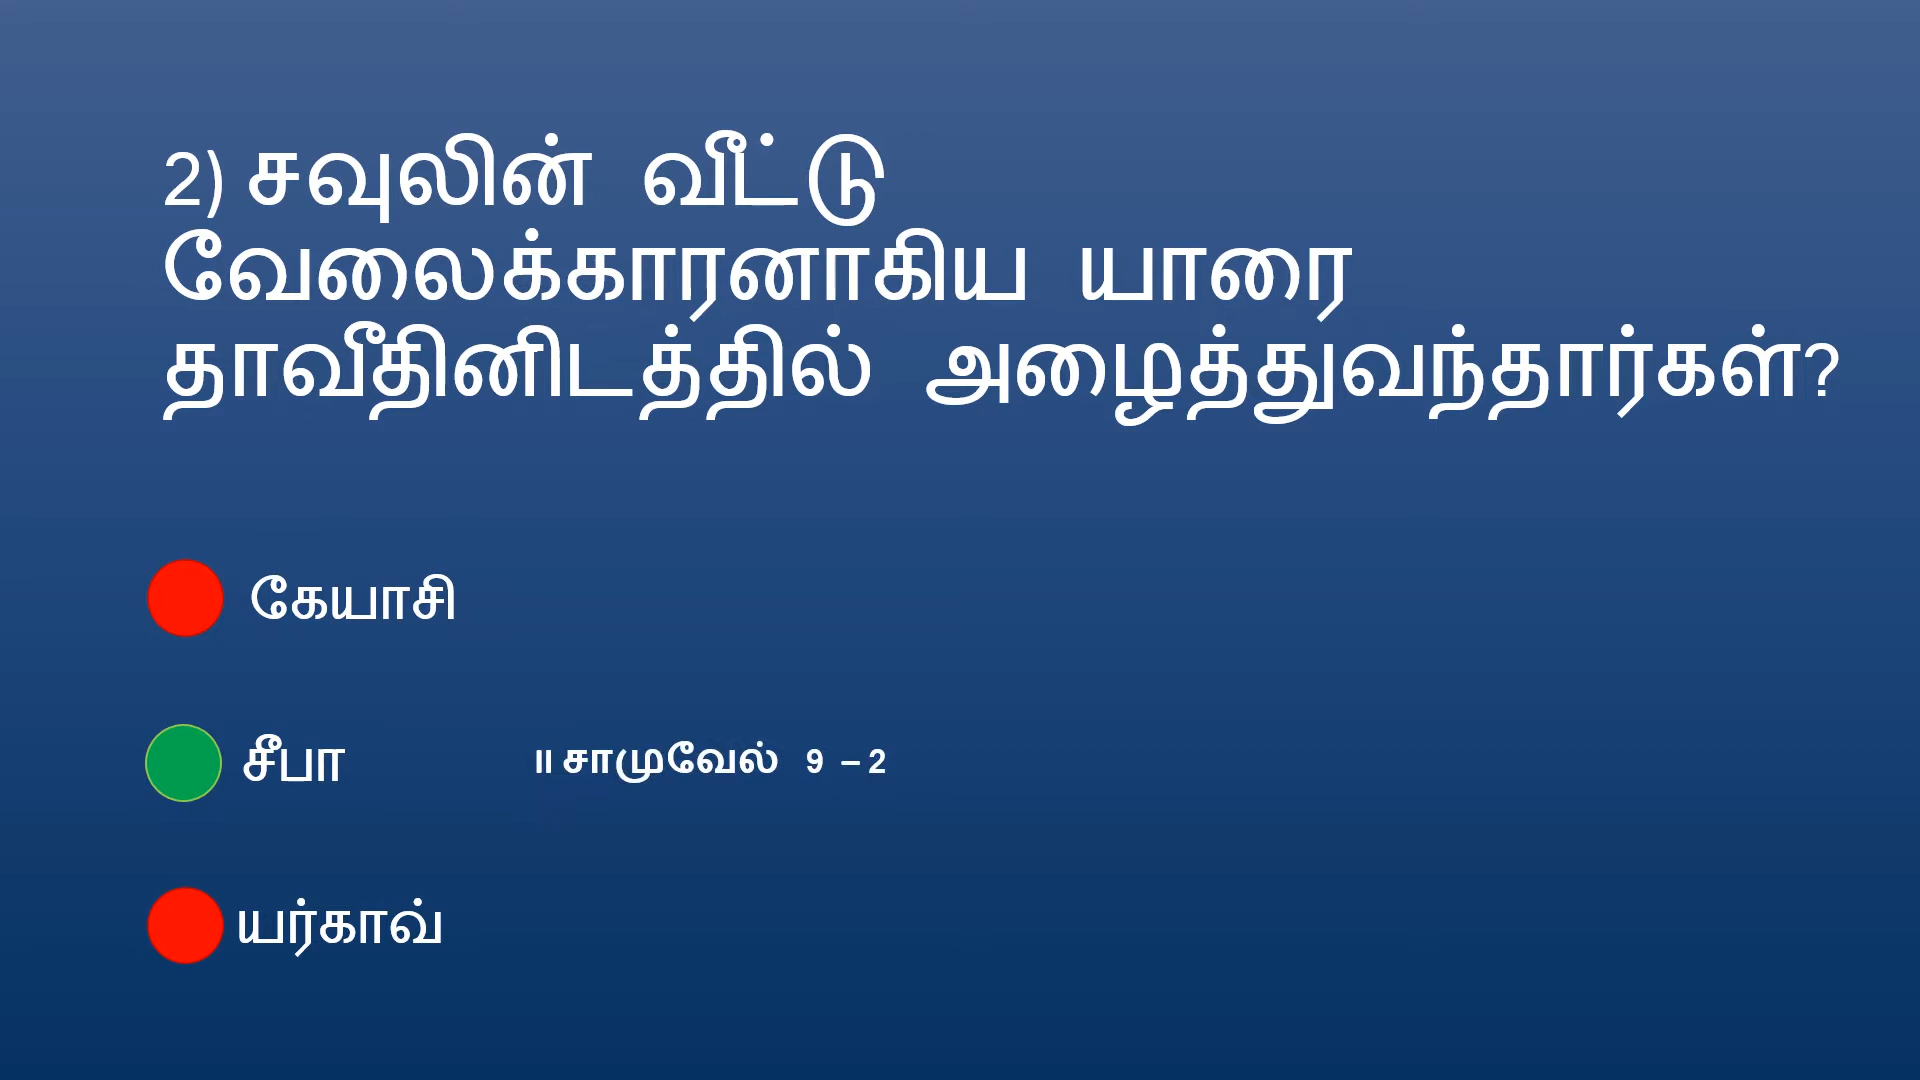 2) சவுலின் வீட்டு
வேலைக்காரனாகிய யாரை
தாவீதினிடத்தில் அழைத்துவந்தார்கள்?
கேயாசி
சீபா
II சாமுவேல் 9 – 2
யர்காவ்